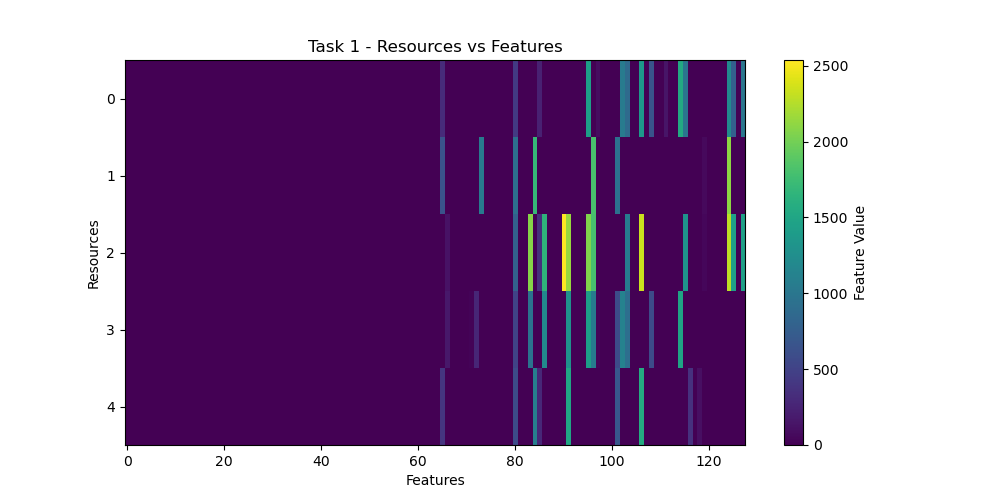 Task 1 - Resources vs Features
Resources
0
1
2
3
4
0 20 40 60 80 100 120
Features
2500
2000
1500
1000
500
0
Feature Value